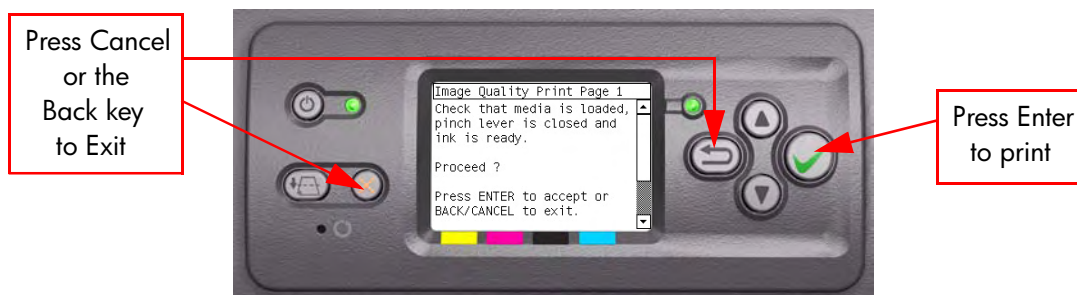 Press Cancel
or the
Back key
to Exit
Image Quality Print Page 1
Check that media is loaded,
pinch lever is closed and
ink is ready.
Proceed ?
Press ENTER to accept or
BACK/CANCEL to exit.
Press Enter
to print